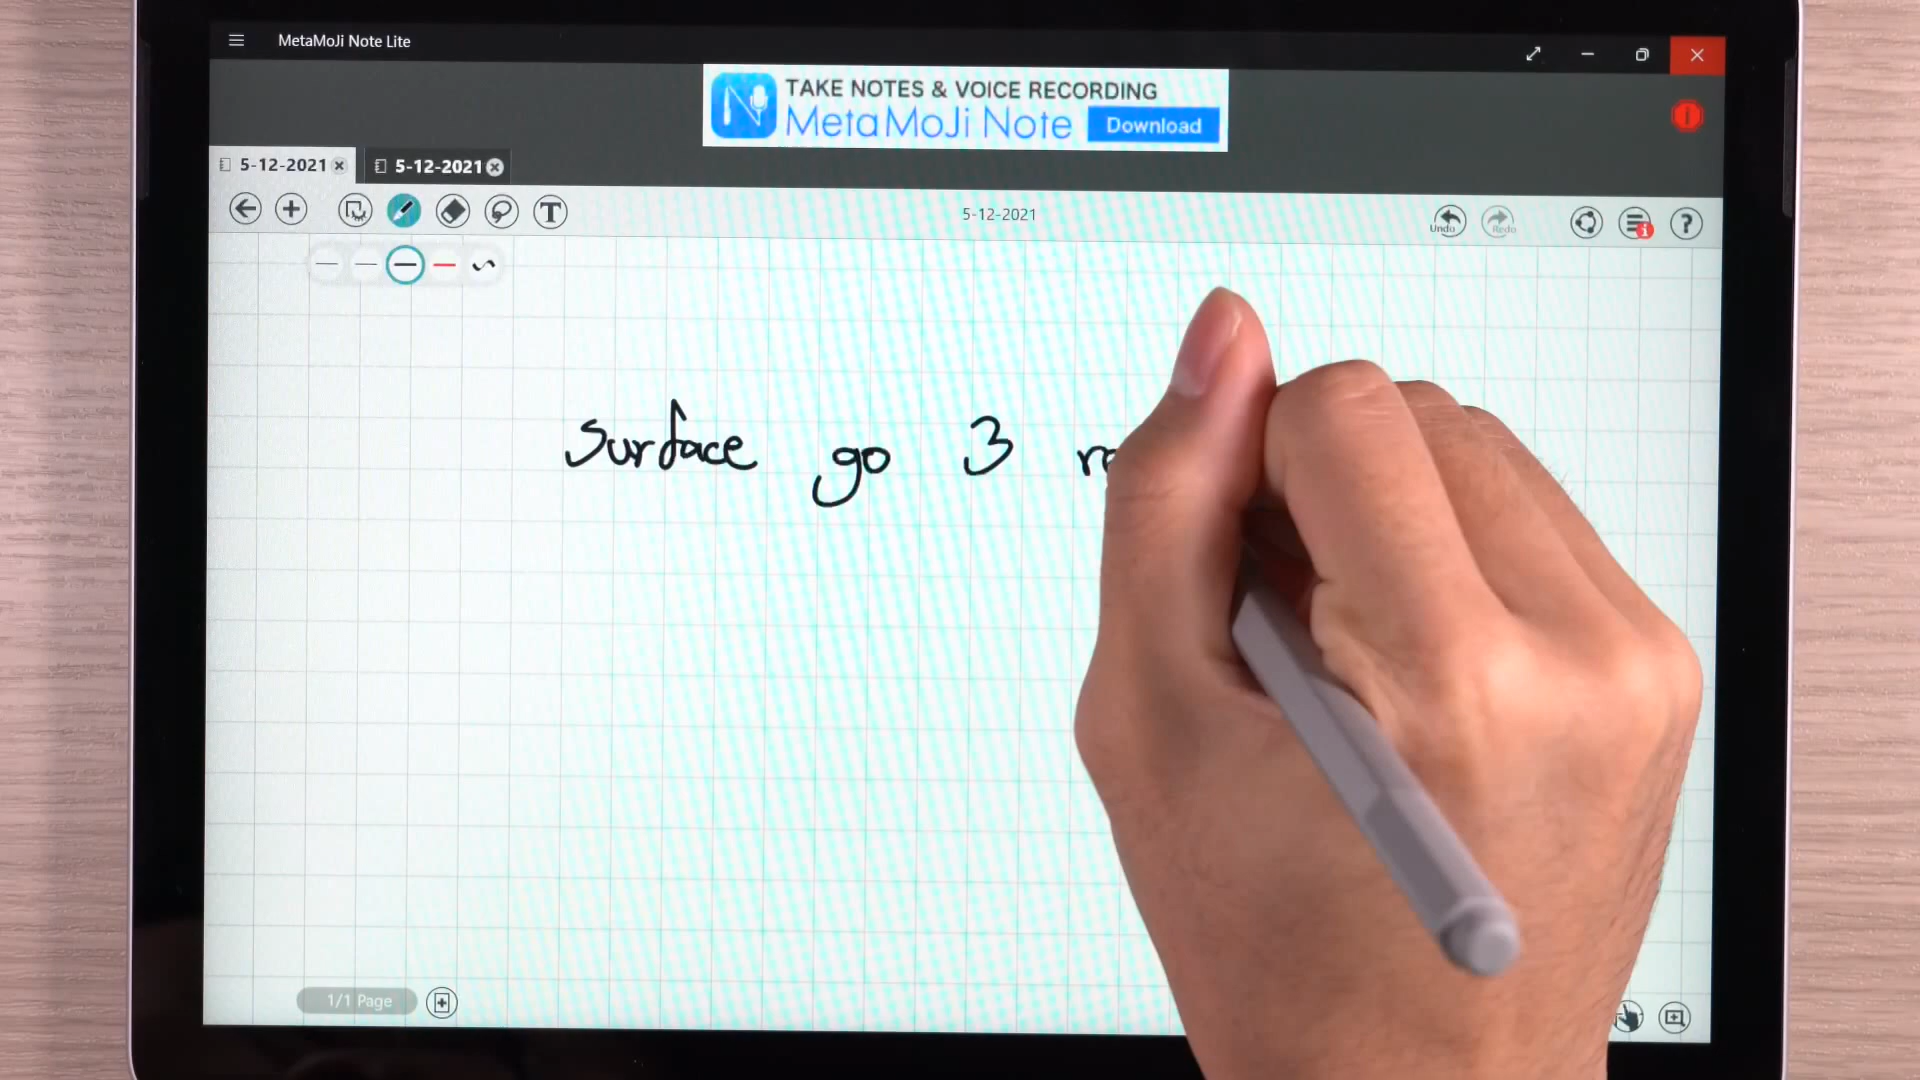 MetaMoJi Note Lite
TAKE NOTES & VOICE RECORDING
MetaMoJi Note Download
5-12-2021 5-12-2021
T 5-12-2021 Undo Redo ?
surface go 3
1/1 Page